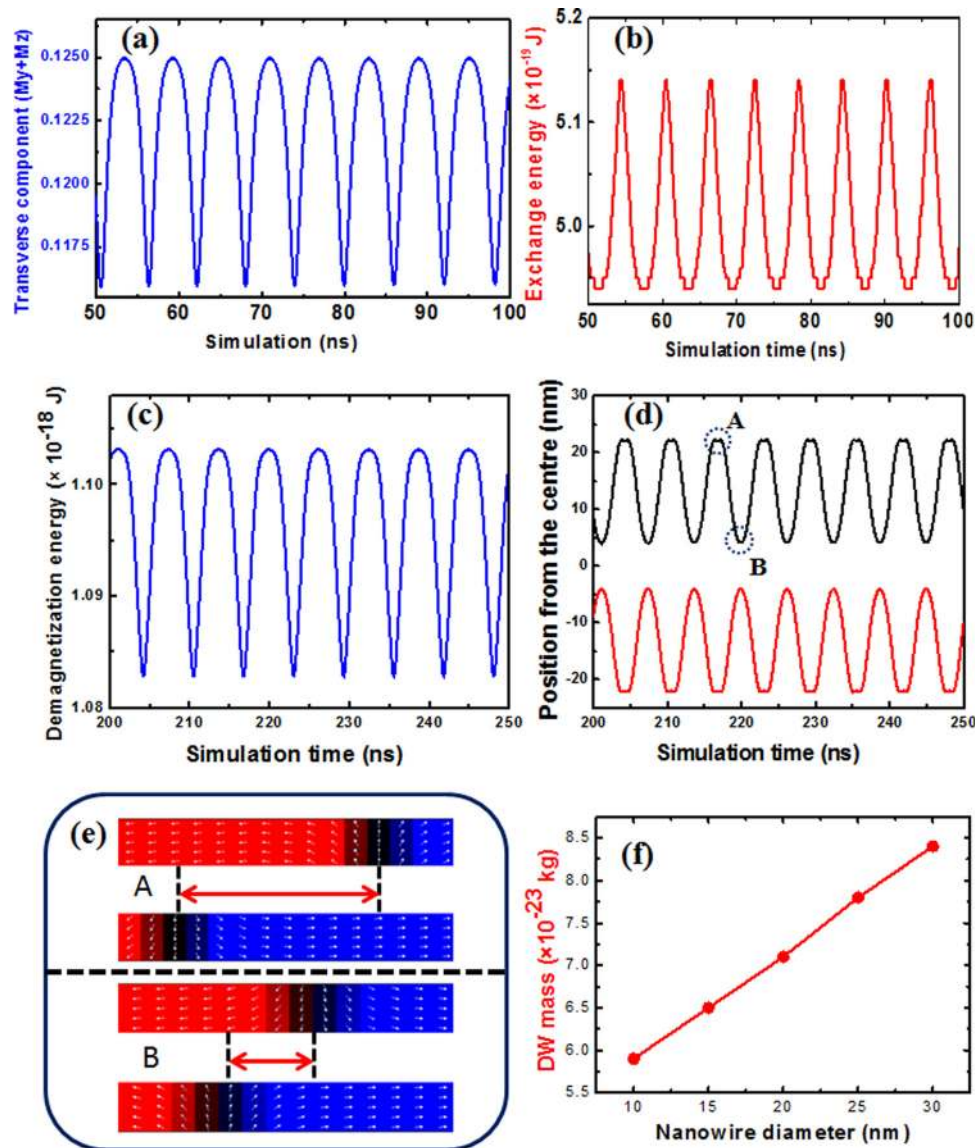 (a)
Transverse component (My+Mz)
0.1250
0.1225
0.1200
0.1175
50 60 70 80 90 100
Simulation (ns)
(b)
Exchange energy (×10⁻¹⁹ J)
5.2
5.1
5.0
50 60 70 80 90 100
Simulation time (ns)
(c)
Demagnetization energy (× 10⁻¹⁸ J)
1.10
1.09
1.08
200 210 220 230 240 250
Simulation time (ns)
(d)
Position from the centre (nm)
30
20
10
0
-10
-20
A
B
200 210 220 230 240 250
Simulation time (ns)
(e)
A
B
(f)
DW mass (×10⁻²³ kg)
8.5
8.0
7.5
7.0
6.5
6.0
5.5
10 15 20 25 30
Nanowire diameter (nm)